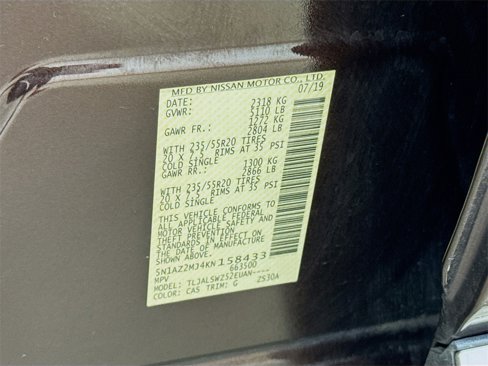 MFD BY NISSAN MOTOR CO., LTD.
DATE: 07/19
GVWR: 2318 KG
5110 LB
GAWR FR.: 1272 KG
2804 LB
WITH 235/55R20 TIRES
20 X 7.5 RIMS AT 35 PSI
COLD SINGLE
GAWR RR.: 1300 KG
2866 LB
WITH 235/55R20 TIRES
20 X 7.5 RIMS AT 35 PSI
COLD SINGLE
THIS VEHICLE CONFORMS TO
ALL APPLICABLE FEDERAL
MOTOR VEHICLE SAFETY AND
THEFT PREVENTION
STANDARDS IN EFFECT ON
THE DATE OF MANUFACTURE
SHOWN ABOVE.
5N1AZ2MJ4KN158433
MPV 663500
MODEL: TLJALSWZ52EUAN----
COLOR: CAS TRIM: G Z530A